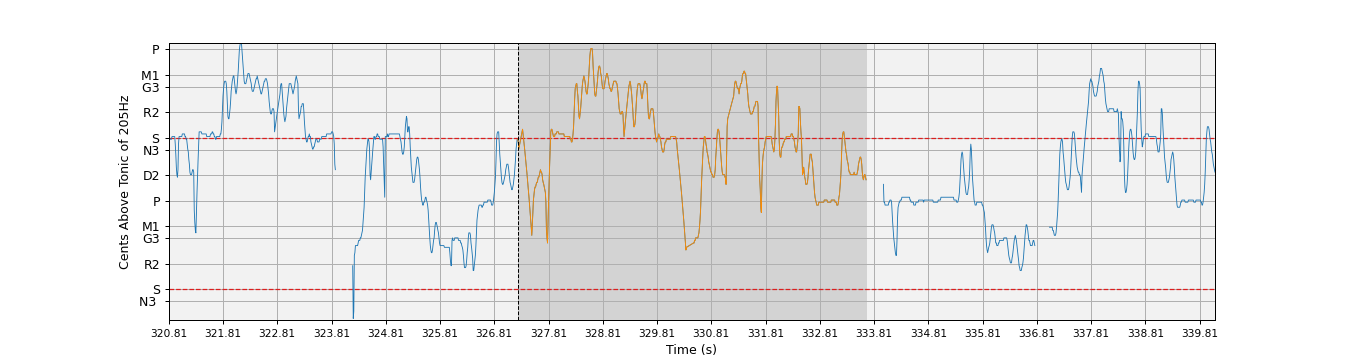 Cents Above Tonic of 205Hz
P
M1
G3
R2
S
N3
D2
P
M1
G3
R2
S
N3
320.81 321.81 322.81 323.81 324.81 325.81 326.81 327.81 328.81 329.81 330.81 331.81 332.81 333.81 334.81 335.81 336.81 337.81 338.81 339.81
Time (s)